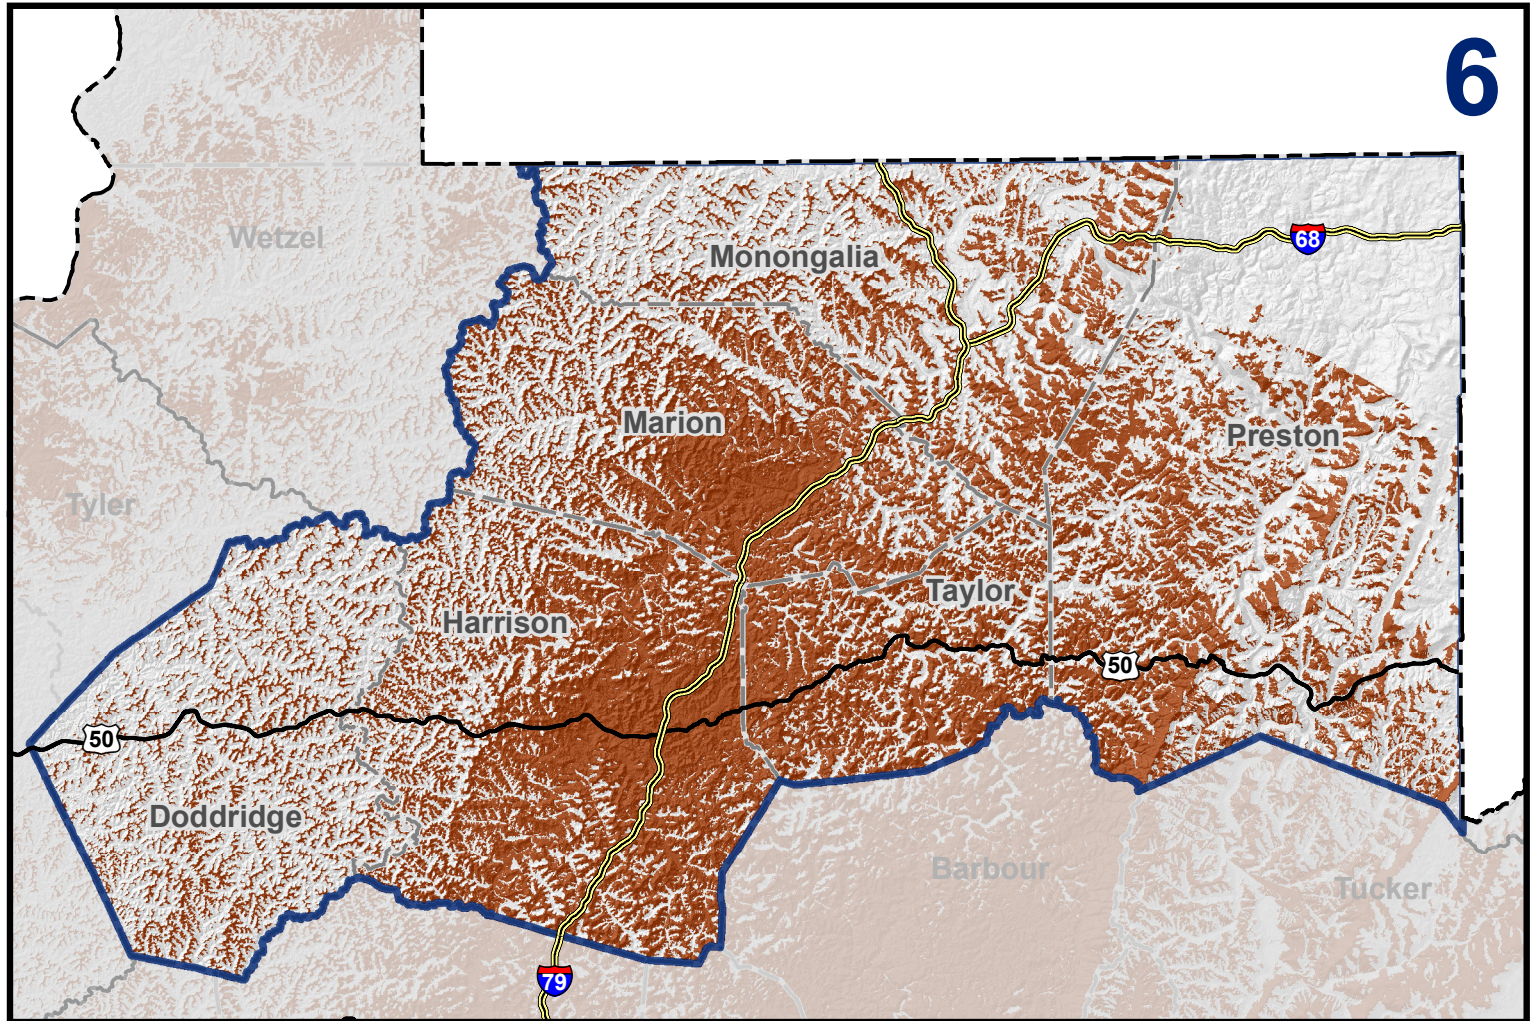 6
Wetzel
68
Monongalia
Marion
Preston
Tyler
Taylor
Harrison
50
50
Doddridge
Barbour
Tucker
79